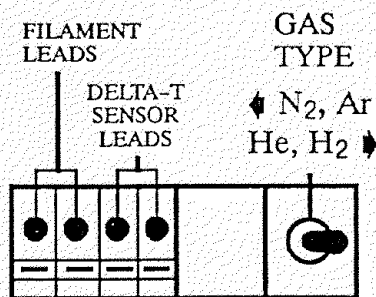 FILAMENT
LEADS
DELTA-T
SENSOR
LEADS
GAS
TYPE
N2, Ar
He, H2